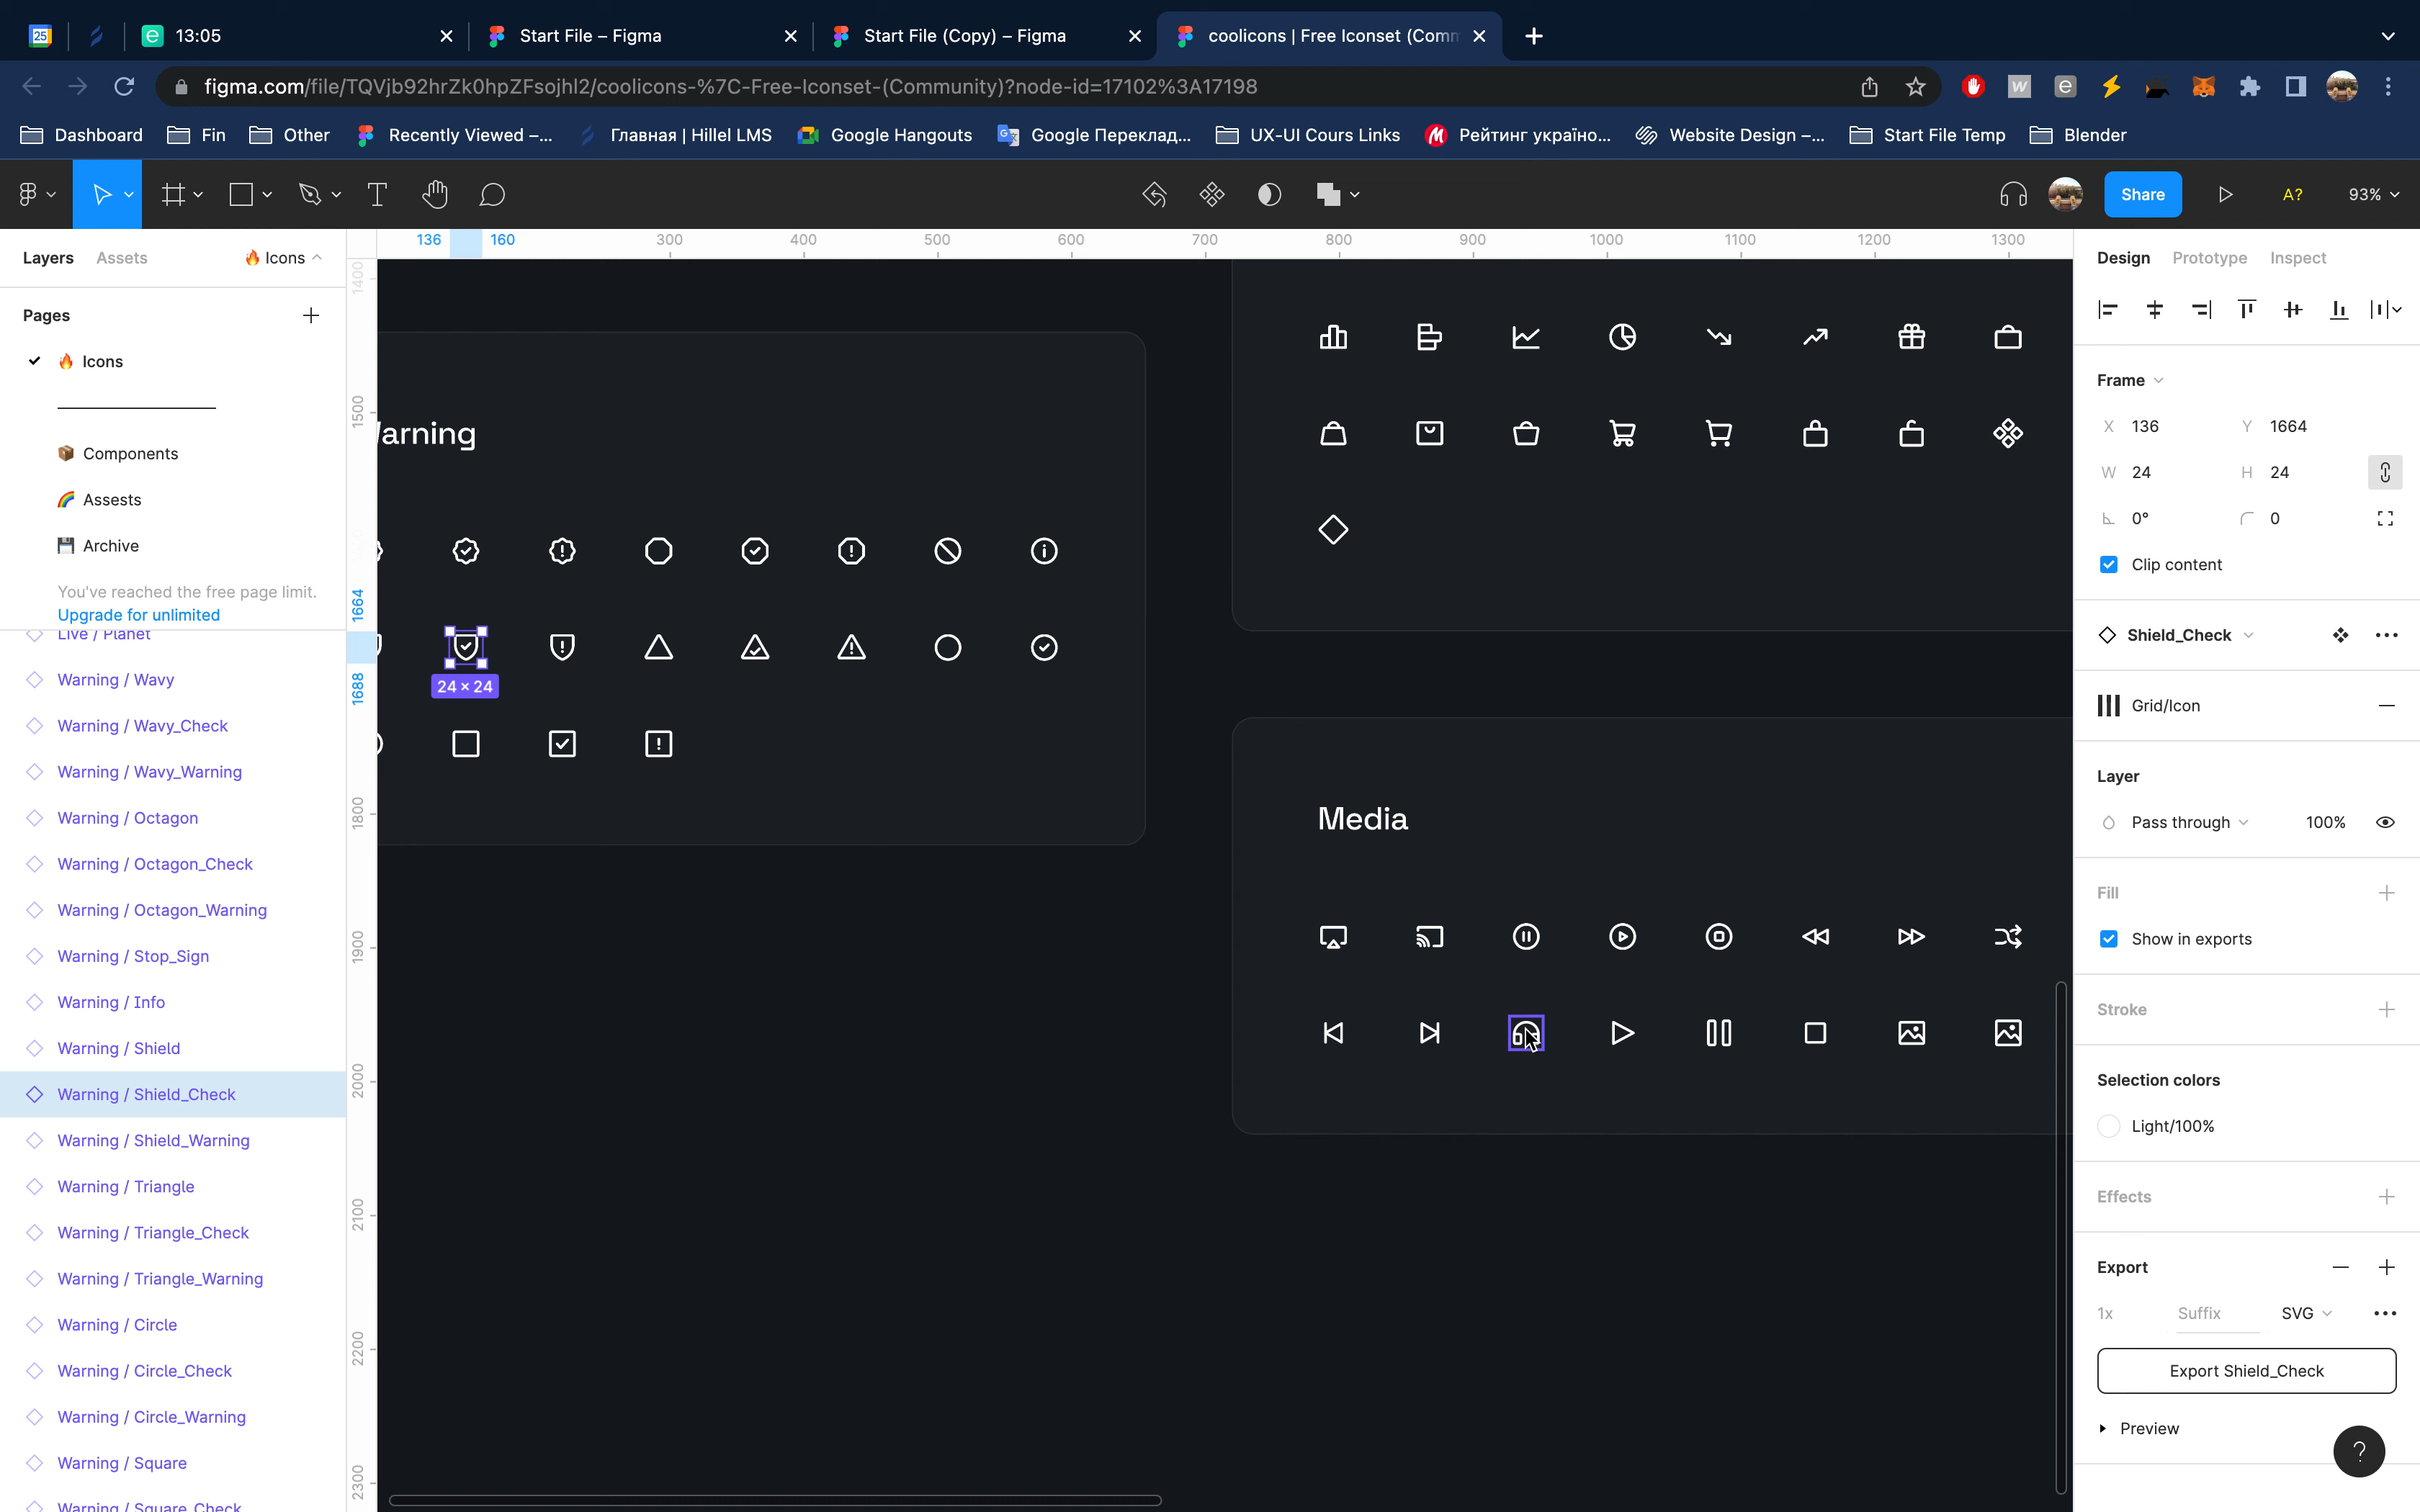 25
13:05
Start File – Figma
Start File (Copy) – Figma
coolicons | Free Iconset (Comm
figma.com/file/TQVjb92hrZk0hpZFsojhl2/coolicons-%7C-Free-Iconset-(Community)?node-id=17102%3A17198
Dashboard
Fin
Other
Recently Viewed –...
Главная | Hillel LMS
Google Hangouts
Google Переклад...
UX-UI Cours Links
Рейтинг україно...
Website Design –...
Start File Temp
Blender
Share
A?
93%
Layers
Assets
Icons
Pages
Icons
Components
Assests
Archive
You've reached the free page limit.
Upgrade for unlimited
Live / Planet
Warning / Wavy
Warning / Wavy_Check
Warning / Wavy_Warning
Warning / Octagon
Warning / Octagon_Check
Warning / Octagon_Warning
Warning / Stop_Sign
Warning / Info
Warning / Shield
Warning / Shield_Check
Warning / Shield_Warning
Warning / Triangle
Warning / Triangle_Check
Warning / Triangle_Warning
Warning / Circle
Warning / Circle_Check
Warning / Circle_Warning
Warning / Square
Warning / Square_Check
136
160
300
400
500
600
700
800
900
1000
1100
1200
1300
1400
1500
1664
1688
1800
1900
2000
2100
2200
2300
arning
24 × 24
Media
Design
Prototype
Inspect
Frame
X 136
Y 1664
W 24
H 24
0°
0
Clip content
Shield_Check
Grid/Icon
Layer
Pass through
100%
Fill
Show in exports
Stroke
Selection colors
Light/100%
Effects
Export
1x
Suffix
SVG
Export Shield_Check
Preview
?